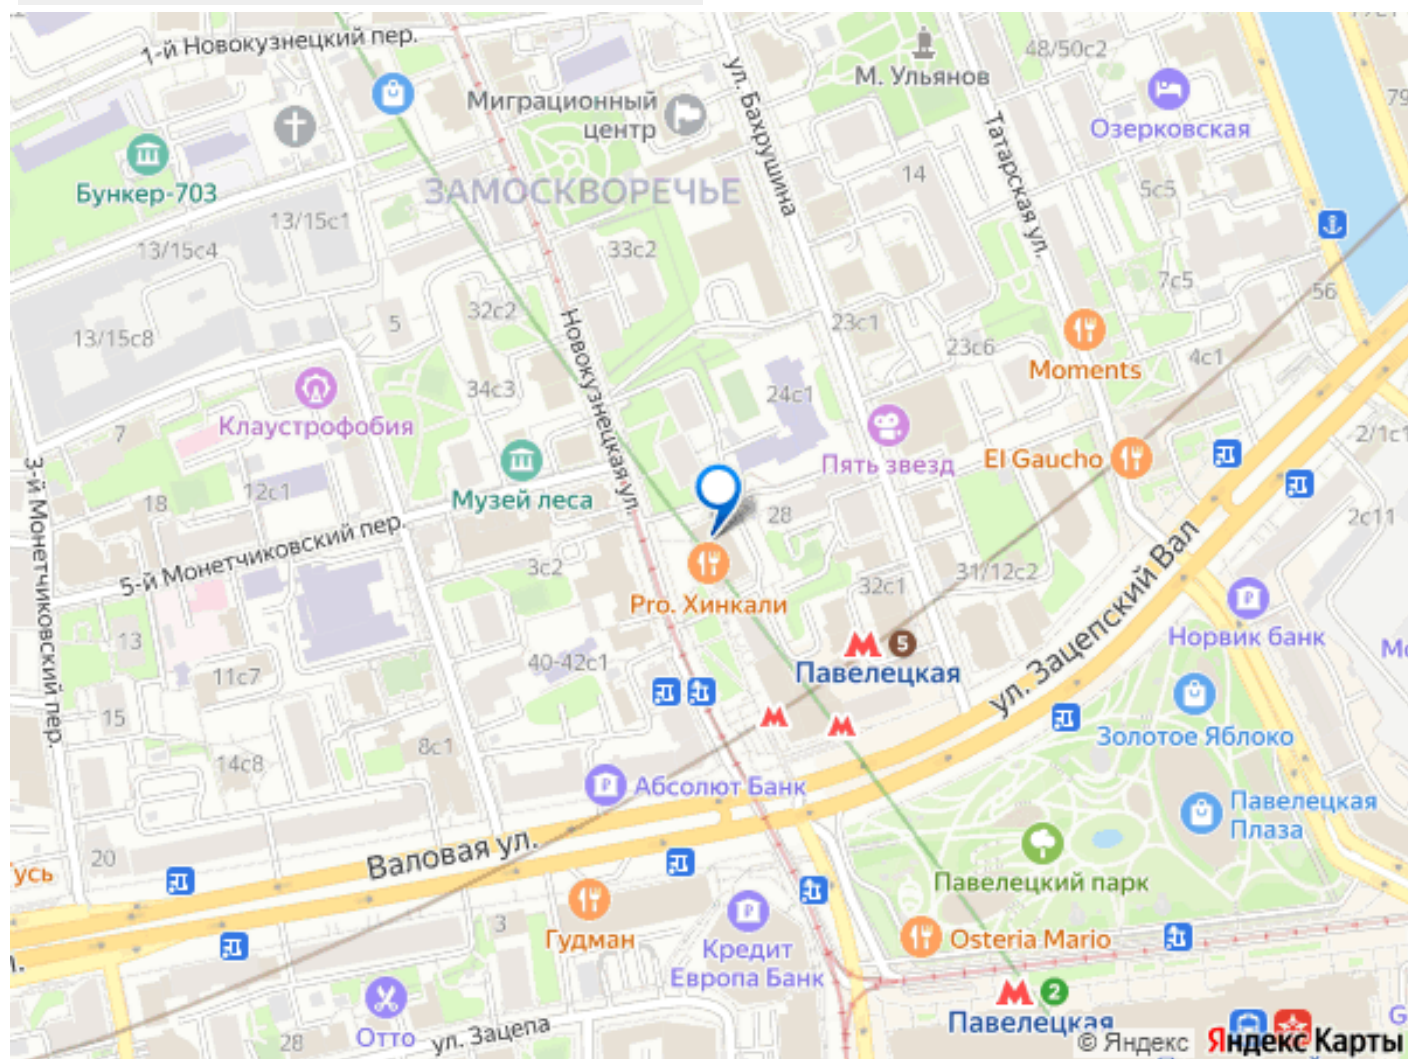 1-й Новокузнецкий пер.
ул. Бахрушина
М. Ульянов
48/50с2
79
Миграционный
центр
Татарская ул.
Озерковская
Бункер-703
ЗАМОСКВОРЕЧЬЕ
14
5с5
13/15с1
13/15с4
33с2
7с5
56
32с2
Новокузнецкая ул.
5
13/15с8
23с1
23с6
4с1
Moments
34с3
24с1
Клаустрофобия
7
2/1с1
3-й Монетчиковский пер.
Пять звезд
El Gaucho
12с1
Музей леса
18
28
2с11
5-й Монетчиковский пер.
3с2
31/12с2
32с1
ул. Зацепский Вал
Pro. Хинкали
13
Норвик банк
5
Павелецкая
40-42с1
11с7
15
Золотое Яблоко
8с1
14с8
Абсолют Банк
Павелецкая
Плаза
Валовая ул.
20
усь
Павелецкий парк
3
Гудман
Osteria Mario
Кредит
Европа Банк
2
Павелецкая
Отто
ул. Зацепа
28
© Яндекс
Яндекс Карты